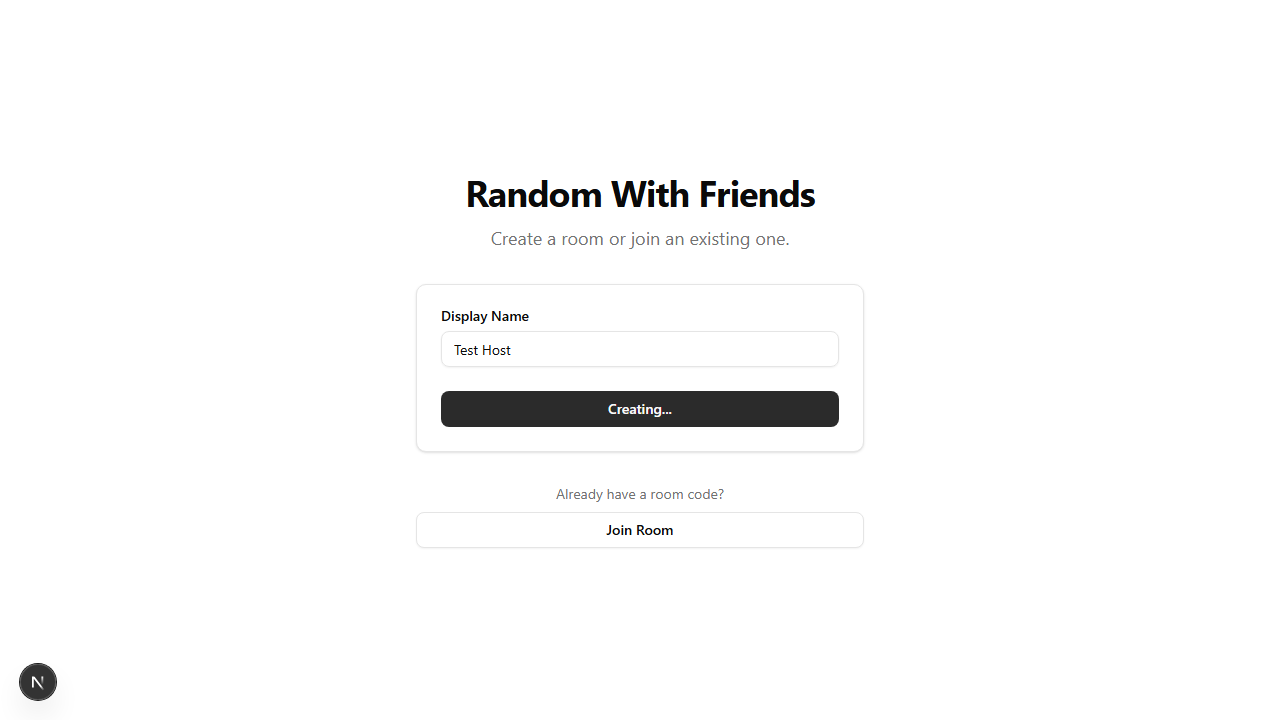 Random With Friends
Create a room or join an existing one.
Display Name
Test Host
Creating...
Already have a room code?
Join Room
N